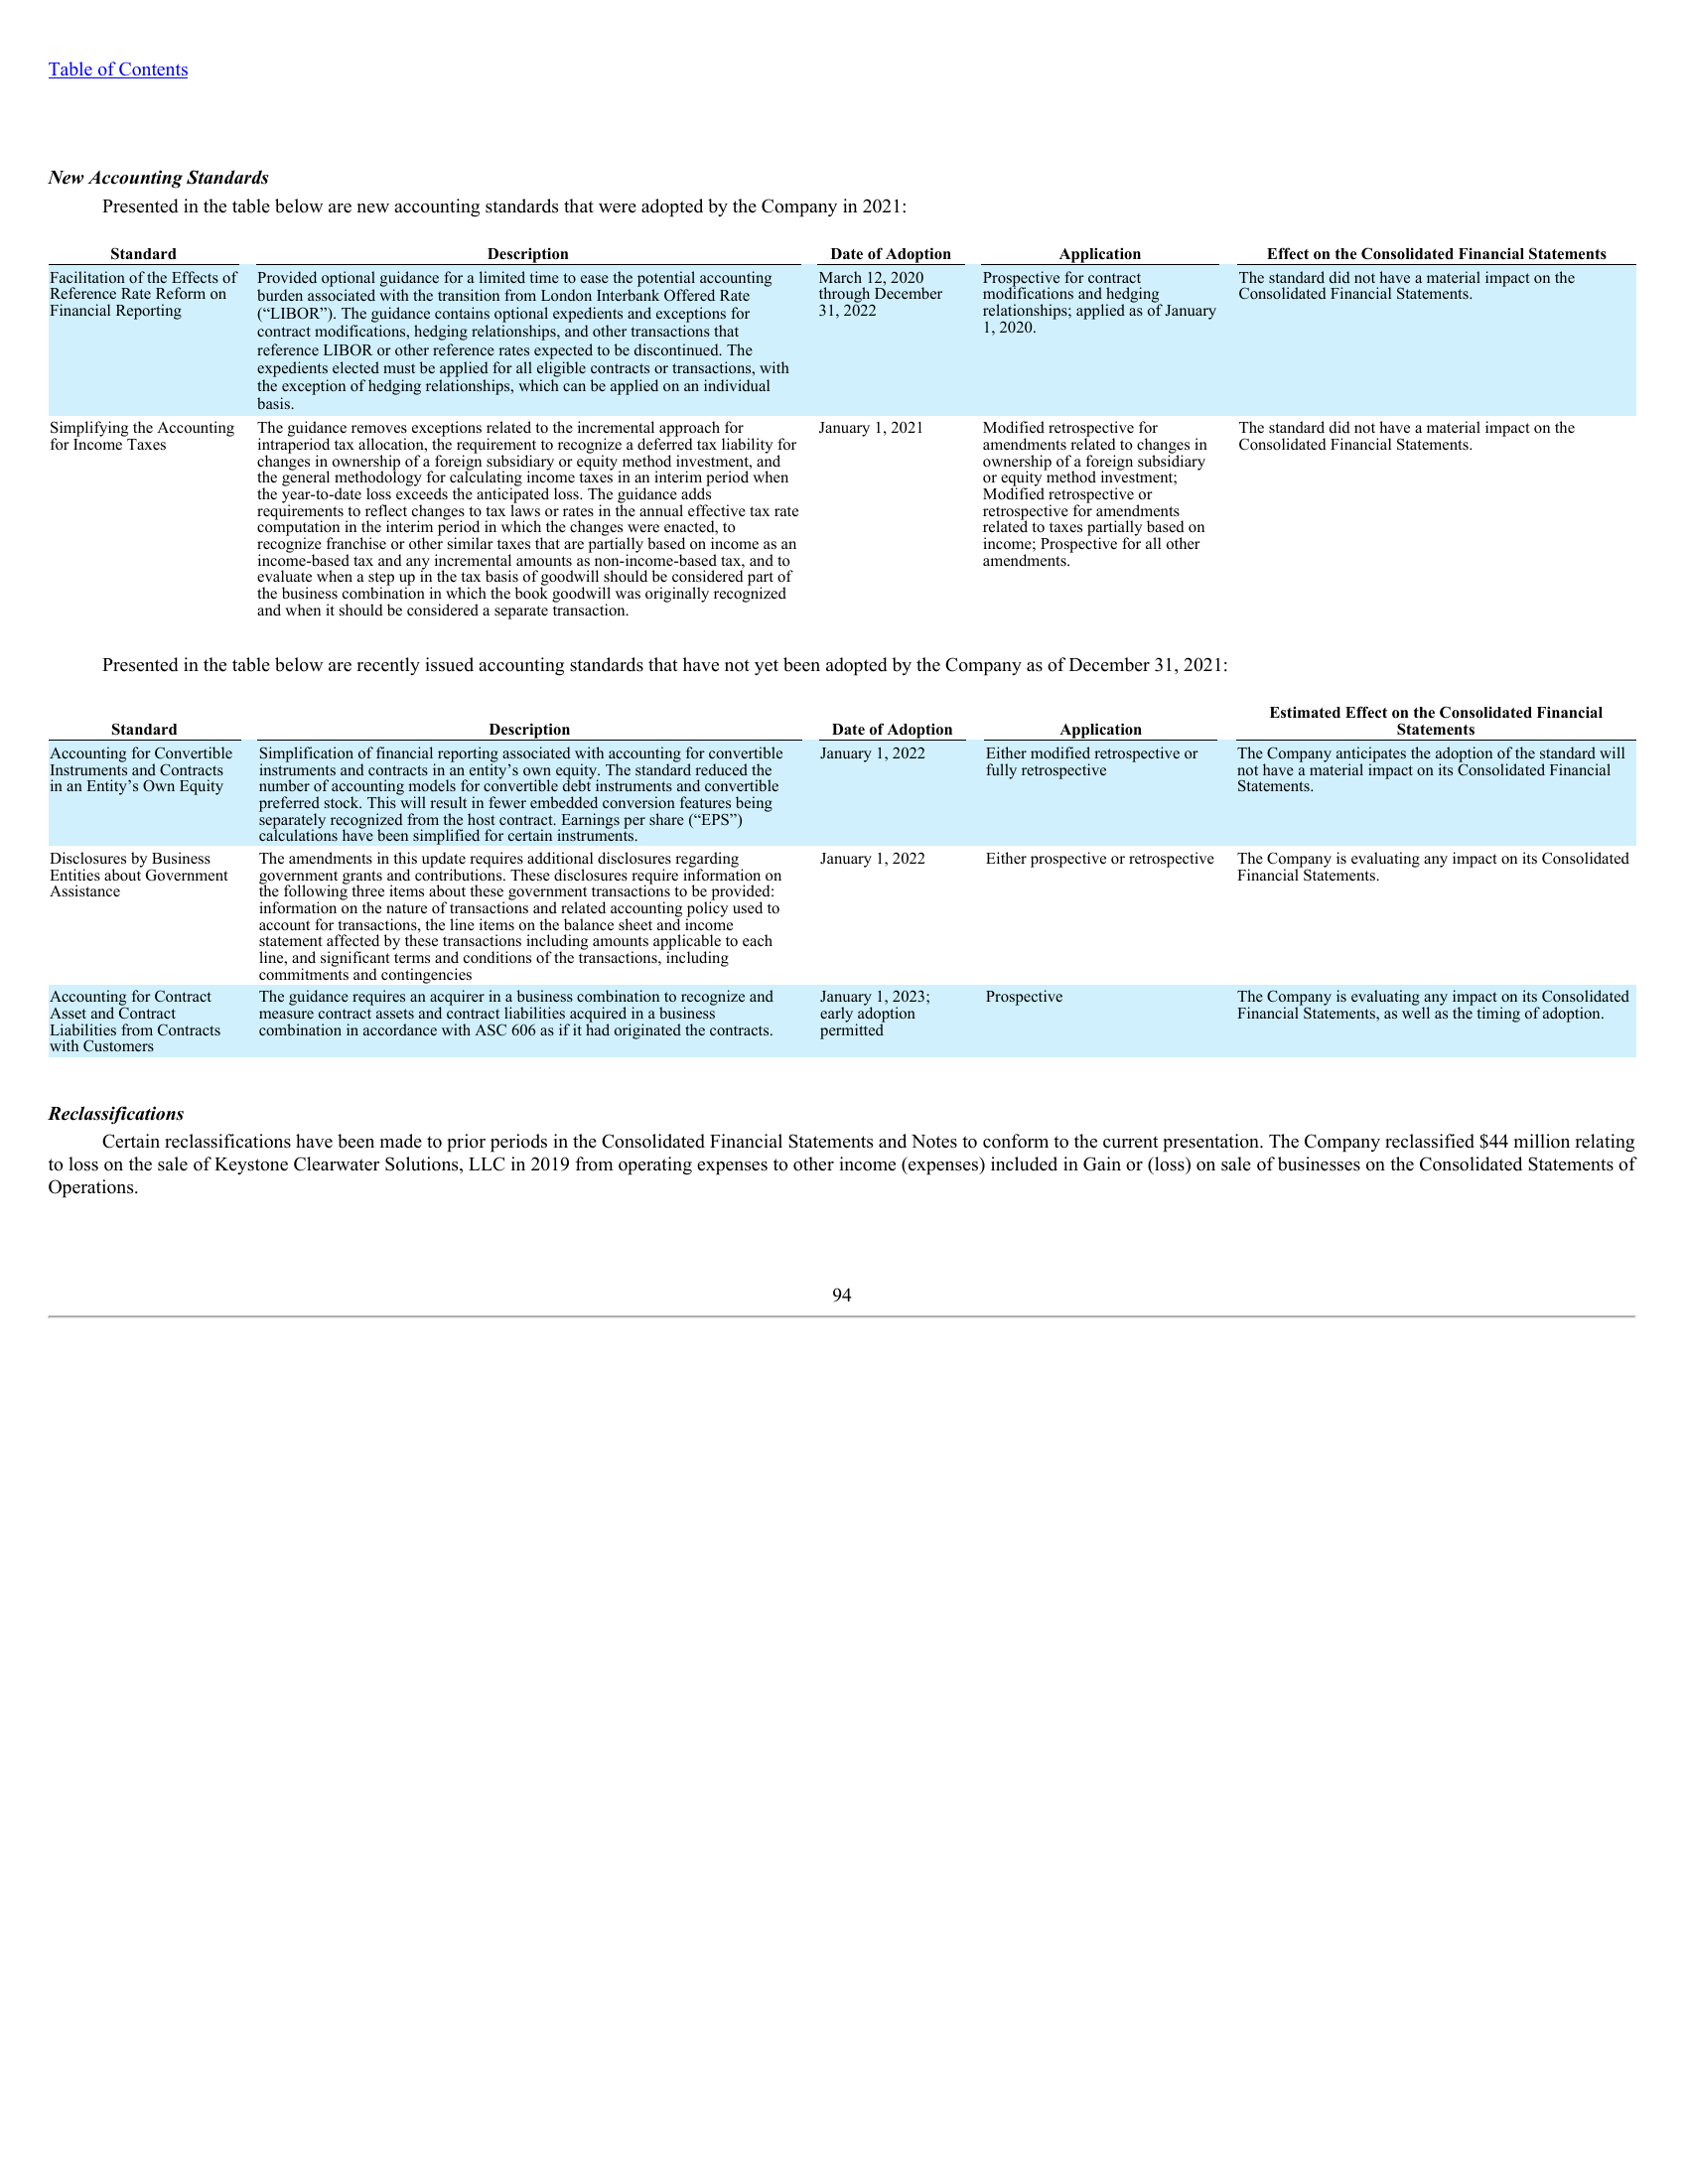 Table of Contents
New Accounting Standards
Presented in the table below are new accounting standards that were adopted by the Company in 2021:
Standard Description Date of Adoption Application Effect on the Consolidated Financial Statements
Facilitation of the Effects of
Reference Rate Reform on
Financial Reporting
Provided optional guidance for a limited time to ease the potential accounting
burden associated with the transition from London Interbank Offered Rate
(“LIBOR”). The guidance contains optional expedients and exceptions for
contract modifications, hedging relationships, and other transactions that
reference LIBOR or other reference rates expected to be discontinued. The
expedients elected must be applied for all eligible contracts or transactions, with
the exception of hedging relationships, which can be applied on an individual
basis.
March 12, 2020
through December
31, 2022
Prospective for contract
modifications and hedging
relationships; applied as of January
1, 2020.
The standard did not have a material impact on the
Consolidated Financial Statements.
Simplifying the Accounting
for Income Taxes
The guidance removes exceptions related to the incremental approach for
intraperiod tax allocation, the requirement to recognize a deferred tax liability for
changes in ownership of a foreign subsidiary or equity method investment, and
the general methodology for calculating income taxes in an interim period when
the year-to-date loss exceeds the anticipated loss. The guidance adds
requirements to reflect changes to tax laws or rates in the annual effective tax rate
computation in the interim period in which the changes were enacted, to
recognize franchise or other similar taxes that are partially based on income as an
income-based tax and any incremental amounts as non-income-based tax, and to
evaluate when a step up in the tax basis of goodwill should be considered part of
the business combination in which the book goodwill was originally recognized
and when it should be considered a separate transaction.
January 1, 2021
Modified retrospective for
amendments related to changes in
ownership of a foreign subsidiary
or equity method investment;
Modified retrospective or
retrospective for amendments
related to taxes partially based on
income; Prospective for all other
amendments.
The standard did not have a material impact on the
Consolidated Financial Statements.
Presented in the table below are recently issued accounting standards that have not yet been adopted by the Company as of December 31, 2021:
Standard Description Date of Adoption Application Estimated Effect on the Consolidated Financial
Statements
Accounting for Convertible
Instruments and Contracts
in an Entity’s Own Equity
Simplification of financial reporting associated with accounting for convertible
instruments and contracts in an entity’s own equity. The standard reduced the
number of accounting models for convertible debt instruments and convertible
preferred stock. This will result in fewer embedded conversion features being
separately recognized from the host contract. Earnings per share (“EPS”)
calculations have been simplified for certain instruments.
January 1, 2022
Either modified retrospective or
fully retrospective
The Company anticipates the adoption of the standard will
not have a material impact on its Consolidated Financial
Statements.
Disclosures by Business
Entities about Government
Assistance
The amendments in this update requires additional disclosures regarding
government grants and contributions. These disclosures require information on
the following three items about these government transactions to be provided:
information on the nature of transactions and related accounting policy used to
account for transactions, the line items on the balance sheet and income
statement affected by these transactions including amounts applicable to each
line, and significant terms and conditions of the transactions, including
commitments and contingencies
January 1, 2022
Either prospective or retrospective
The Company is evaluating any impact on its Consolidated
Financial Statements.
Accounting for Contract
Asset and Contract
Liabilities from Contracts
with Customers
The guidance requires an acquirer in a business combination to recognize and
measure contract assets and contract liabilities acquired in a business
combination in accordance with ASC 606 as if it had originated the contracts.
January 1, 2023;
early adoption
permitted
Prospective
The Company is evaluating any impact on its Consolidated
Financial Statements, as well as the timing of adoption.
Reclassifications
Certain reclassifications have been made to prior periods in the Consolidated Financial Statements and Notes to conform to the current presentation. The Company reclassified $44 million relating
to loss on the sale of Keystone Clearwater Solutions, LLC in 2019 from operating expenses to other income (expenses) included in Gain or (loss) on sale of businesses on the Consolidated Statements of
Operations.
94